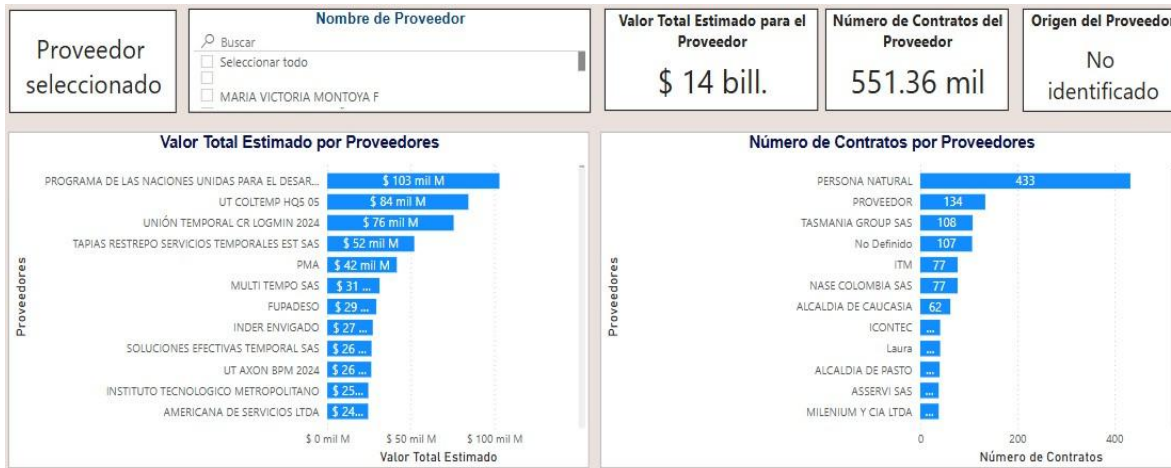 Proveedor
seleccionado
Nombre de Proveedor
Buscar
Seleccionar todo
MARIA VICTORIA MONTOYA F
Valor Total Estimado para el
Proveedor
$ 14 bill.
Número de Contratos del
Proveedor
551.36 mil
Origen del Proveedor
No
identificado
Valor Total Estimado por Proveedores
Proveedores
PROGRAMA DE LAS NACIONES UNIDAS PARA EL DESAR... $ 103 mil M
UT COLTEMP HQ5 05 $ 84 mil M
UNIÓN TEMPORAL CR LOGMIN 2024 $ 76 mil M
TAPIAS RESTREPO SERVICIOS TEMPORALES EST SAS $ 52 mil M
PMA $ 42 mil M
MULTI TEMPO SAS $ 31 ...
FUPADESO $ 29 ...
INDER ENVIGADO $ 27 ...
SOLUCIONES EFECTIVAS TEMPORAL SAS $ 26 ...
UT AXON BPM 2024 $ 26 ...
INSTITUTO TECNOLOGICO METROPOLITANO $ 25...
AMERICANA DE SERVICIOS LTDA $ 24...
$ 0 mil M $ 50 mil M $ 100 mil M
Valor Total Estimado
Número de Contratos por Proveedores
Proveedores
PERSONA NATURAL 433
PROVEEDOR 134
TASMANIA GROUP SAS 108
No Definido 107
ITM 77
NASE COLOMBIA SAS 77
ALCALDIA DE CAUCASIA 62
ICONTEC ...
Laura ...
ALCALDIA DE PASTO ...
ASSERVI SAS ...
MILENIUM Y CIA LTDA ...
0 200 400
Número de Contratos